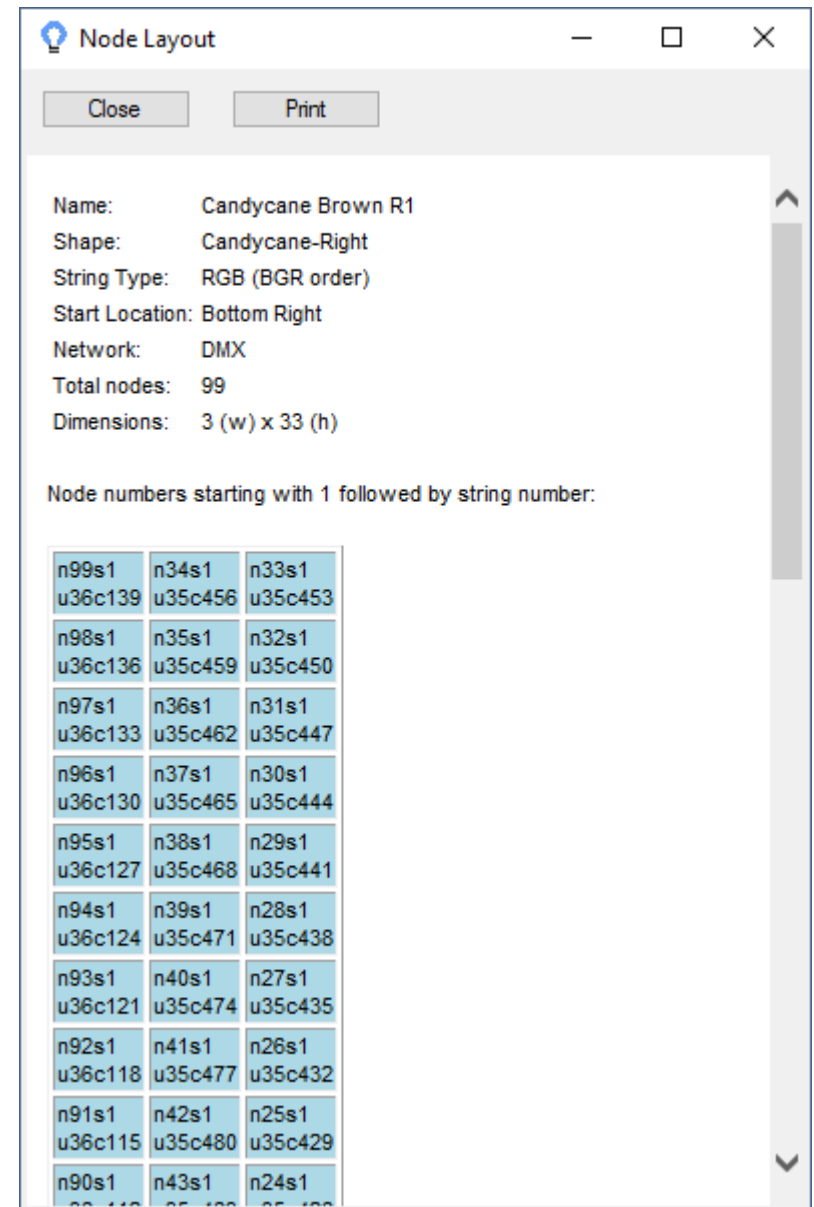 Node Layout
Close Print
Name: Candycane Brown R1
Shape: Candycane-Right
String Type: RGB (BGR order)
Start Location: Bottom Right
Network: DMX
Total nodes: 99
Dimensions: 3 (w) x 33 (h)
Node numbers starting with 1 followed by string number:
n99s1 n34s1 n33s1
u36c139 u35c456 u35c453
n98s1 n35s1 n32s1
u36c136 u35c459 u35c450
n97s1 n36s1 n31s1
u36c133 u35c462 u35c447
n96s1 n37s1 n30s1
u36c130 u35c465 u35c444
n95s1 n38s1 n29s1
u36c127 u35c468 u35c441
n94s1 n39s1 n28s1
u36c124 u35c471 u35c438
n93s1 n40s1 n27s1
u36c121 u35c474 u35c435
n92s1 n41s1 n26s1
u36c118 u35c477 u35c432
n91s1 n42s1 n25s1
u36c115 u35c480 u35c429
n90s1 n43s1 n24s1